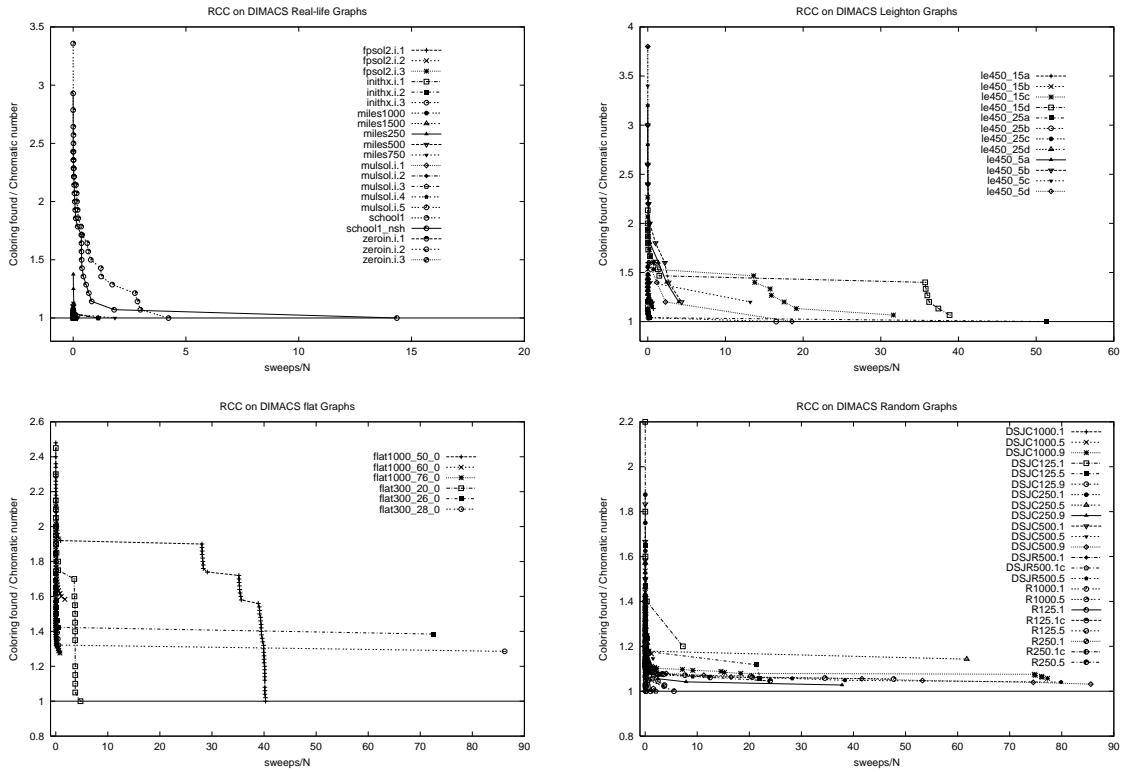 RCC on DIMACS Real-life Graphs
3.5
3
2.5
2
1.5
1
Coloring found / Chromatic number
fpsol2.i.1
fpsol2.i.2
fpsol2.i.3
inithx.i.1
inithx.i.2
inithx.i.3
miles1000
miles1500
miles250
miles500
miles750
mulsol.i.1
mulsol.i.2
mulsol.i.3
mulsol.i.4
mulsol.i.5
school1
school1_nsh
zeroin.i.1
zeroin.i.2
zeroin.i.3
0 5 10 15 20
sweeps/N
RCC on DIMACS Leighton Graphs
4
3.5
3
2.5
2
1.5
1
Coloring found / Chromatic number
le450_15a
le450_15b
le450_15c
le450_15d
le450_25a
le450_25b
le450_25c
le450_25d
le450_5a
le450_5b
le450_5c
le450_5d
0 10 20 30 40 50 60
sweeps/N
RCC on DIMACS flat Graphs
2.6
2.4
2.2
2
1.8
1.6
1.4
1.2
1
0.8
Coloring found / Chromatic number
flat1000_50_0
flat1000_60_0
flat1000_76_0
flat300_20_0
flat300_26_0
flat300_28_0
0 10 20 30 40 50 60 70 80 90
sweeps/N
RCC on DIMACS Random Graphs
2.2
2
1.8
1.6
1.4
1.2
1
0.8
Coloring found / Chromatic number
DSJC1000.1
DSJC1000.5
DSJC1000.9
DSJC125.1
DSJC125.5
DSJC125.9
DSJC250.1
DSJC250.5
DSJC250.9
DSJC500.1
DSJC500.5
DSJC500.9
DSJR500.1
DSJR500.1c
DSJR500.5
R1000.1
R1000.5
R125.1
R125.1c
R125.5
R250.1
R250.1c
R250.5
0 10 20 30 40 50 60 70 80 90
sweeps/N